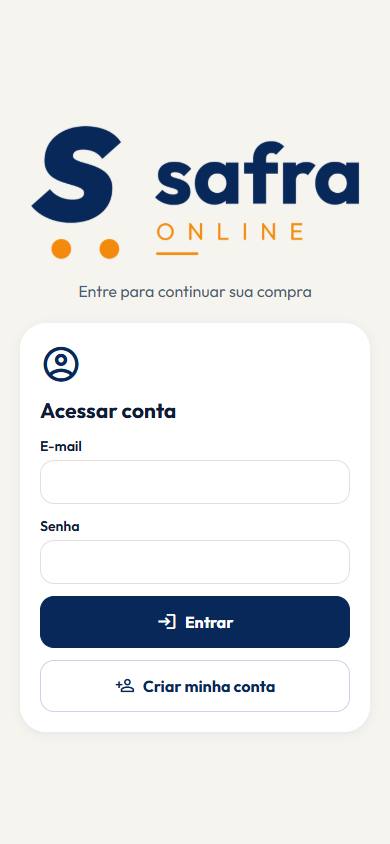 S safra
ONLINE
Entre para continuar sua compra
Acessar conta
E-mail
Senha
Entrar
Criar minha conta